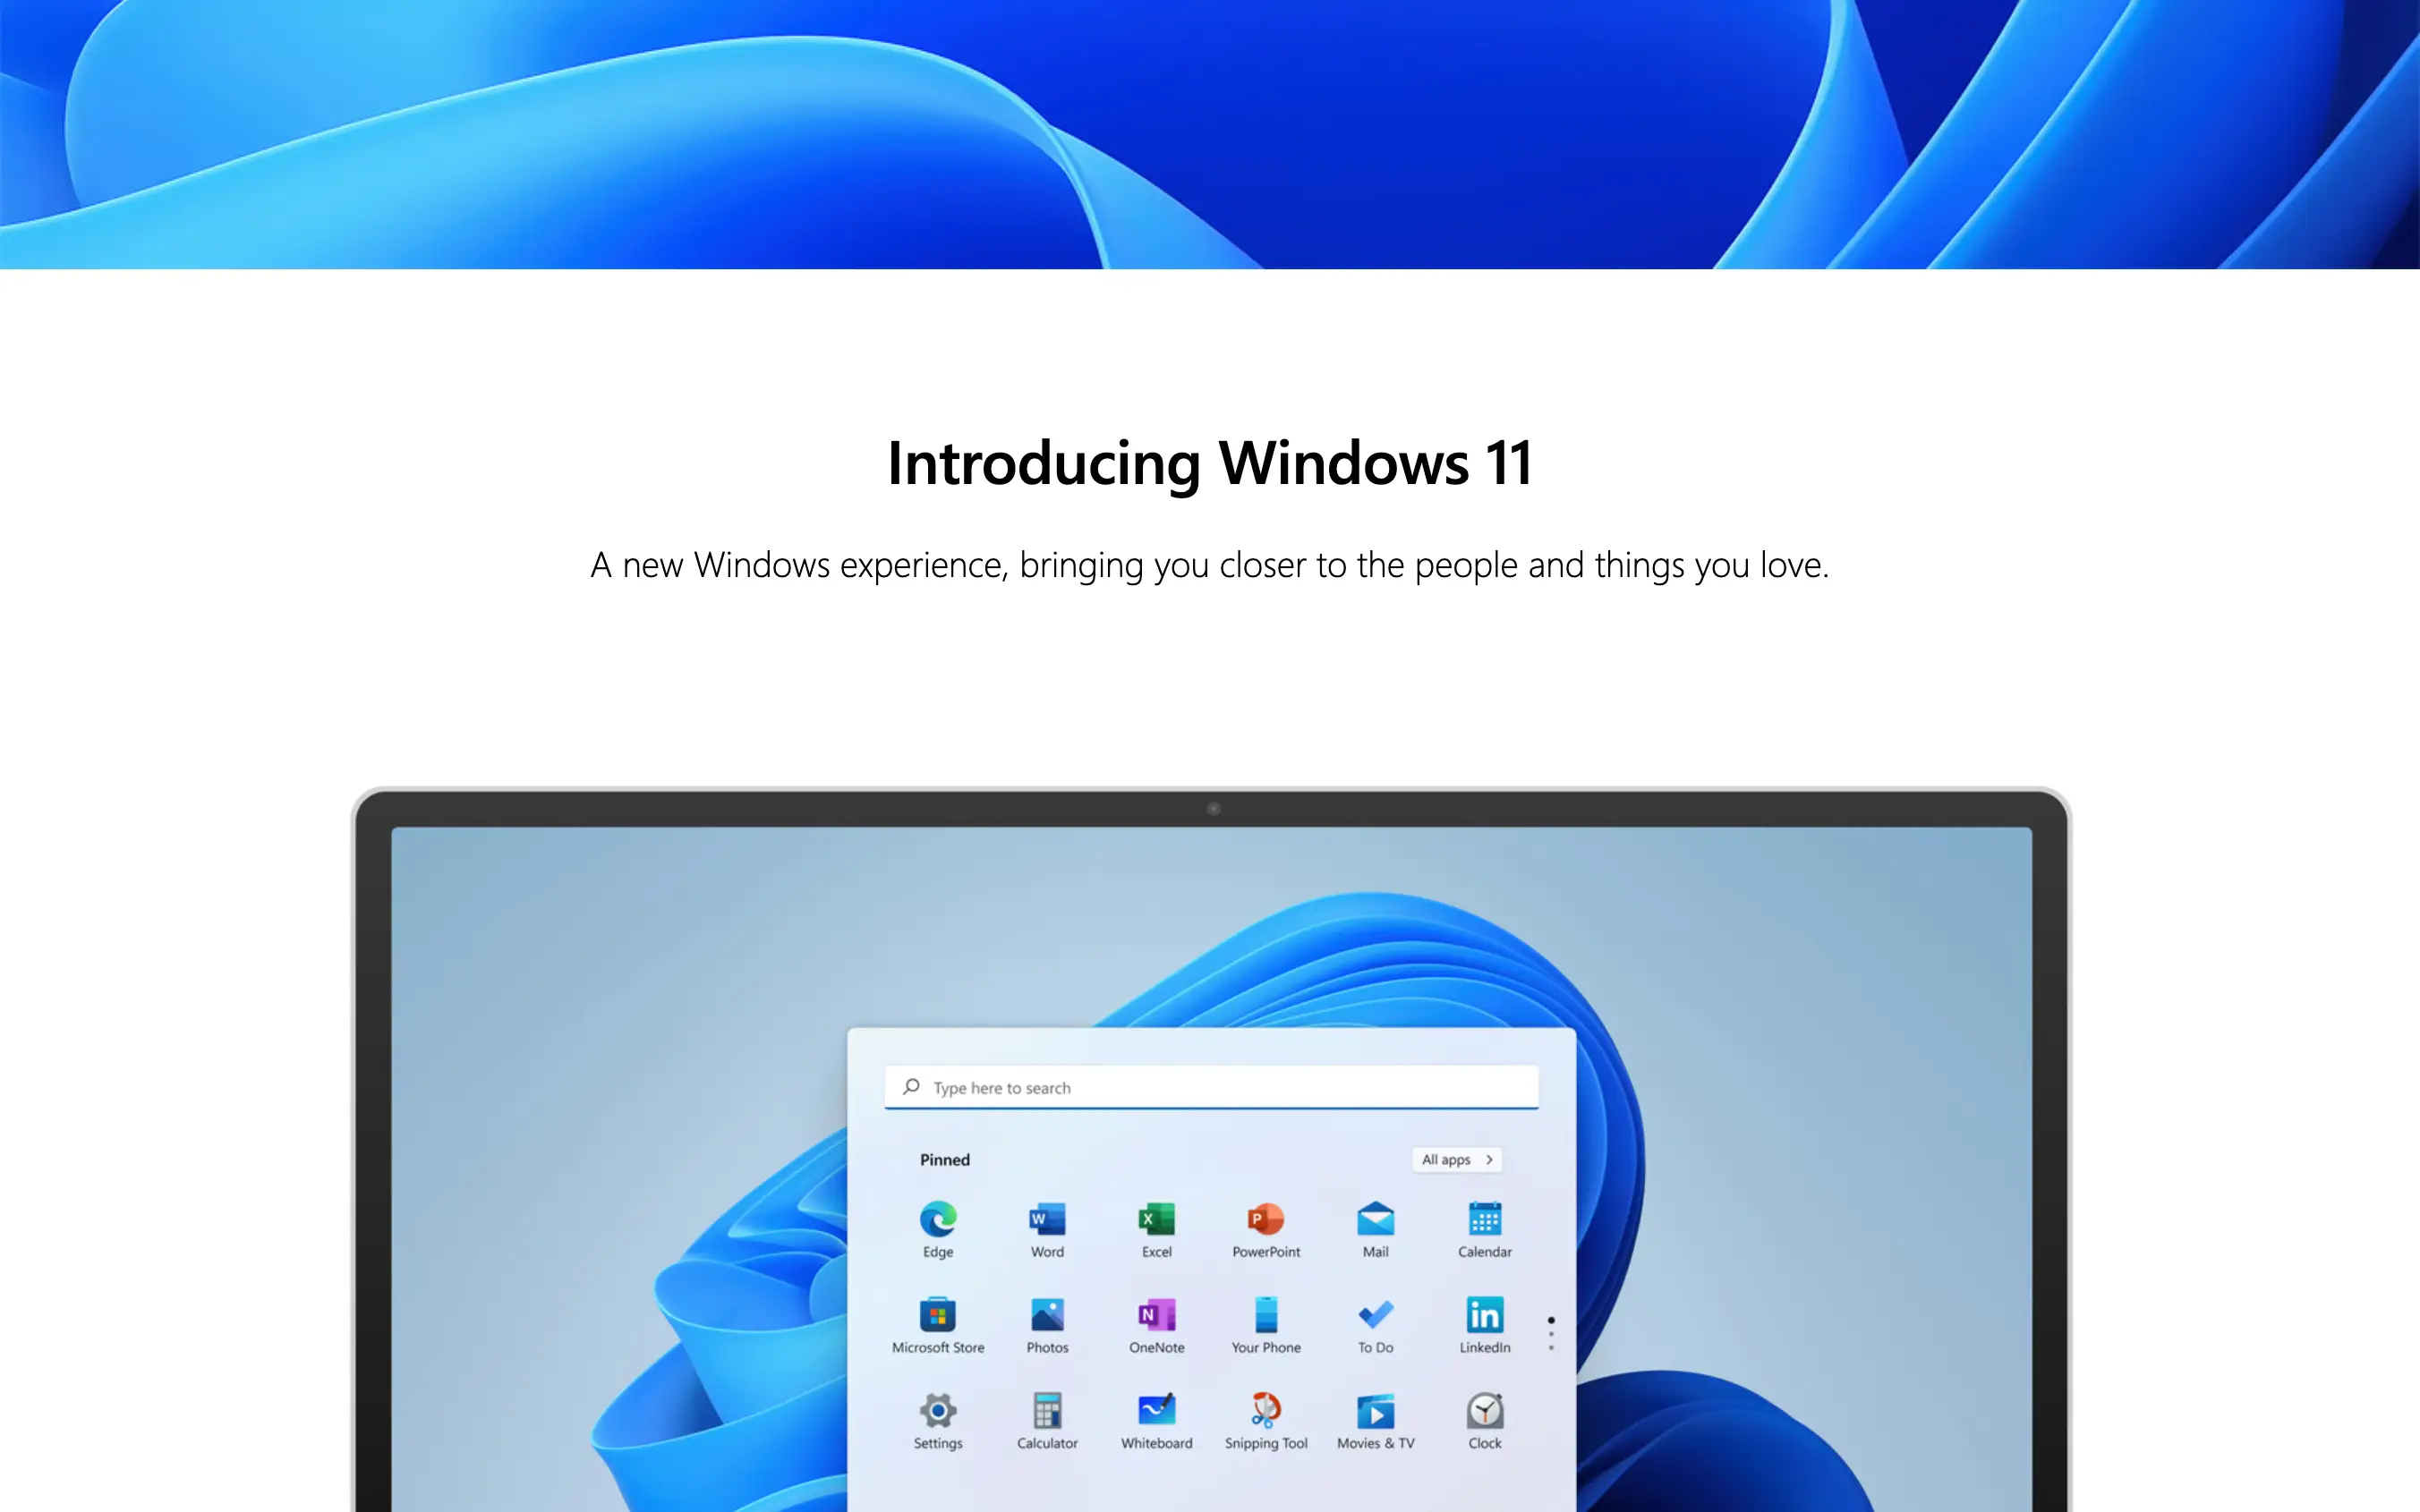 Introducing Windows 11
A new Windows experience, bringing you closer to the people and things you love.
Type here to search
Pinned
All apps >
Edge Word Excel PowerPoint Mail Calendar
Microsoft Store Photos OneNote Your Phone To Do LinkedIn
Settings Calculator Whiteboard Snipping Tool Movies & TV Clock